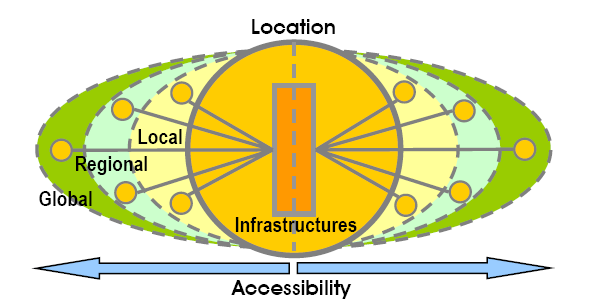 Location
Local
Regional
Global
Infrastructures
Accessibility